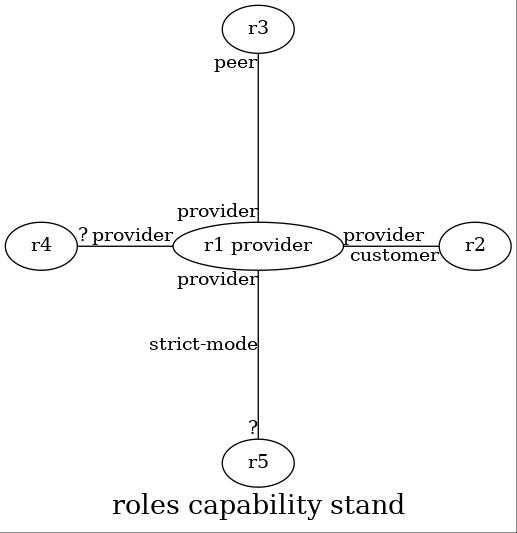 r3
peer
provider
r4
? provider
r1 provider
provider
customer
r2
provider
strict-mode
?
r5
roles capability stand